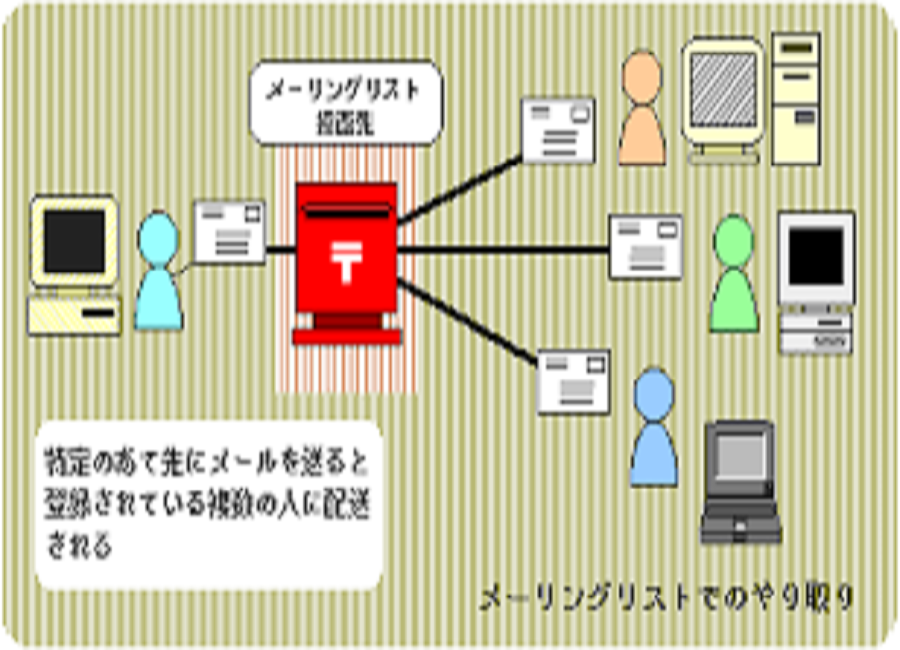 メーリングリスト
投函先
〒
特定のあて先にメールを送ると
登録されている複数の人に配送
される
メーリングリストでのやり取り